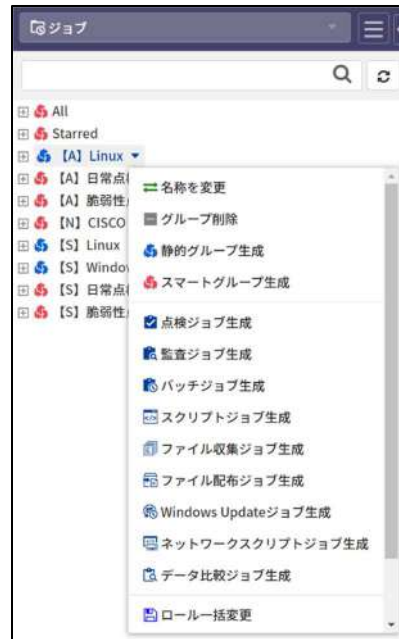 ジョブ
All
Starred
【A】Linux
【A】日常点
【A】脆弱性
【N】CISCO
【S】Linux
【S】Windo
【S】日常点
【S】脆弱性
名称を変更
グループ削除
静的グループ生成
スマートグループ生成
点検ジョブ生成
監査ジョブ生成
バッチジョブ生成
スクリプトジョブ生成
ファイル収集ジョブ生成
ファイル配布ジョブ生成
Windows Updateジョブ生成
ネットワークスクリプトジョブ生成
データ比較ジョブ生成
ロール一括変更